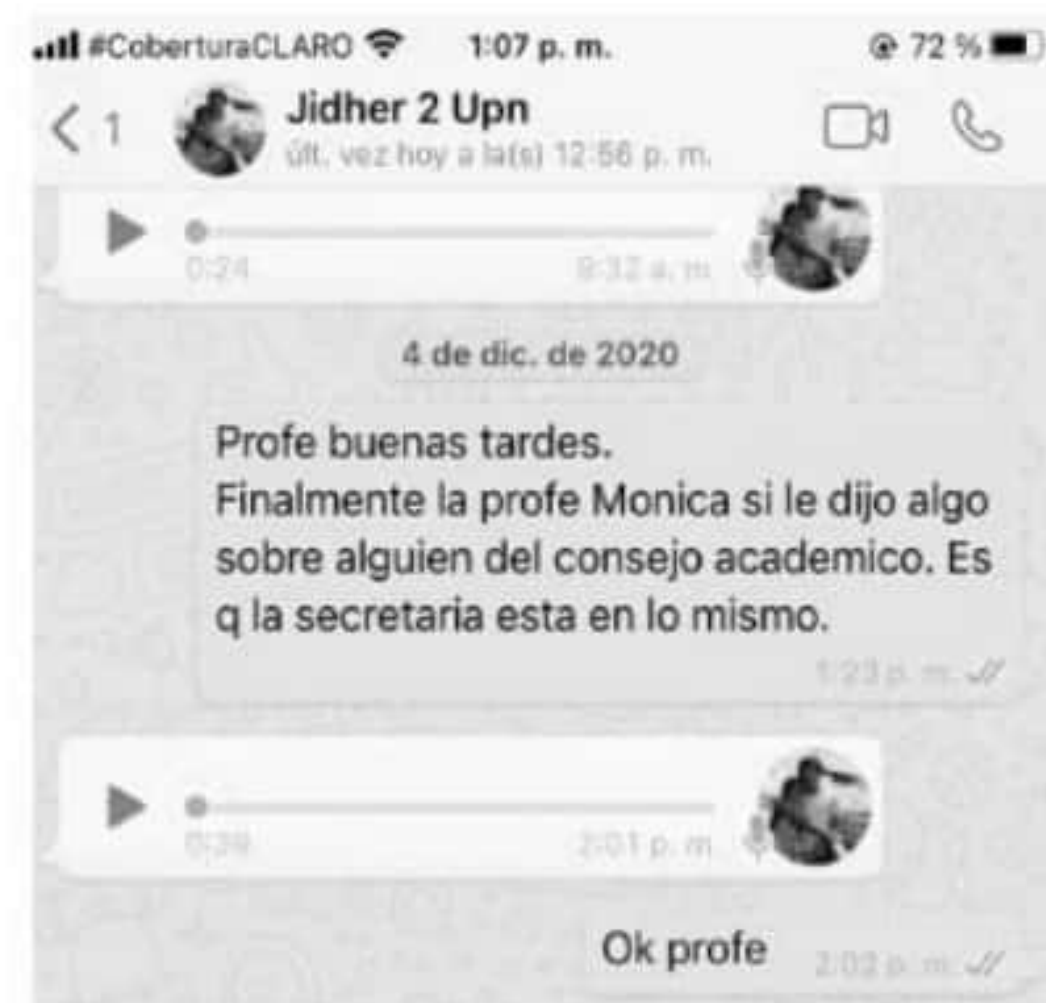 #CoberturaCLARO 1:07 p. m. 72 %
1 Jidher 2 Upn
últ. vez hoy a la(s) 12:56 p. m.
0:24 9:32 a. m.
4 de dic. de 2020
Profe buenas tardes.
Finalmente la profe Monica si le dijo algo
sobre alguien del consejo academico. Es
q la secretaria esta en lo mismo.
1:23 p. m.
0:39 2:01 p. m.
Ok profe 2:02 p. m.